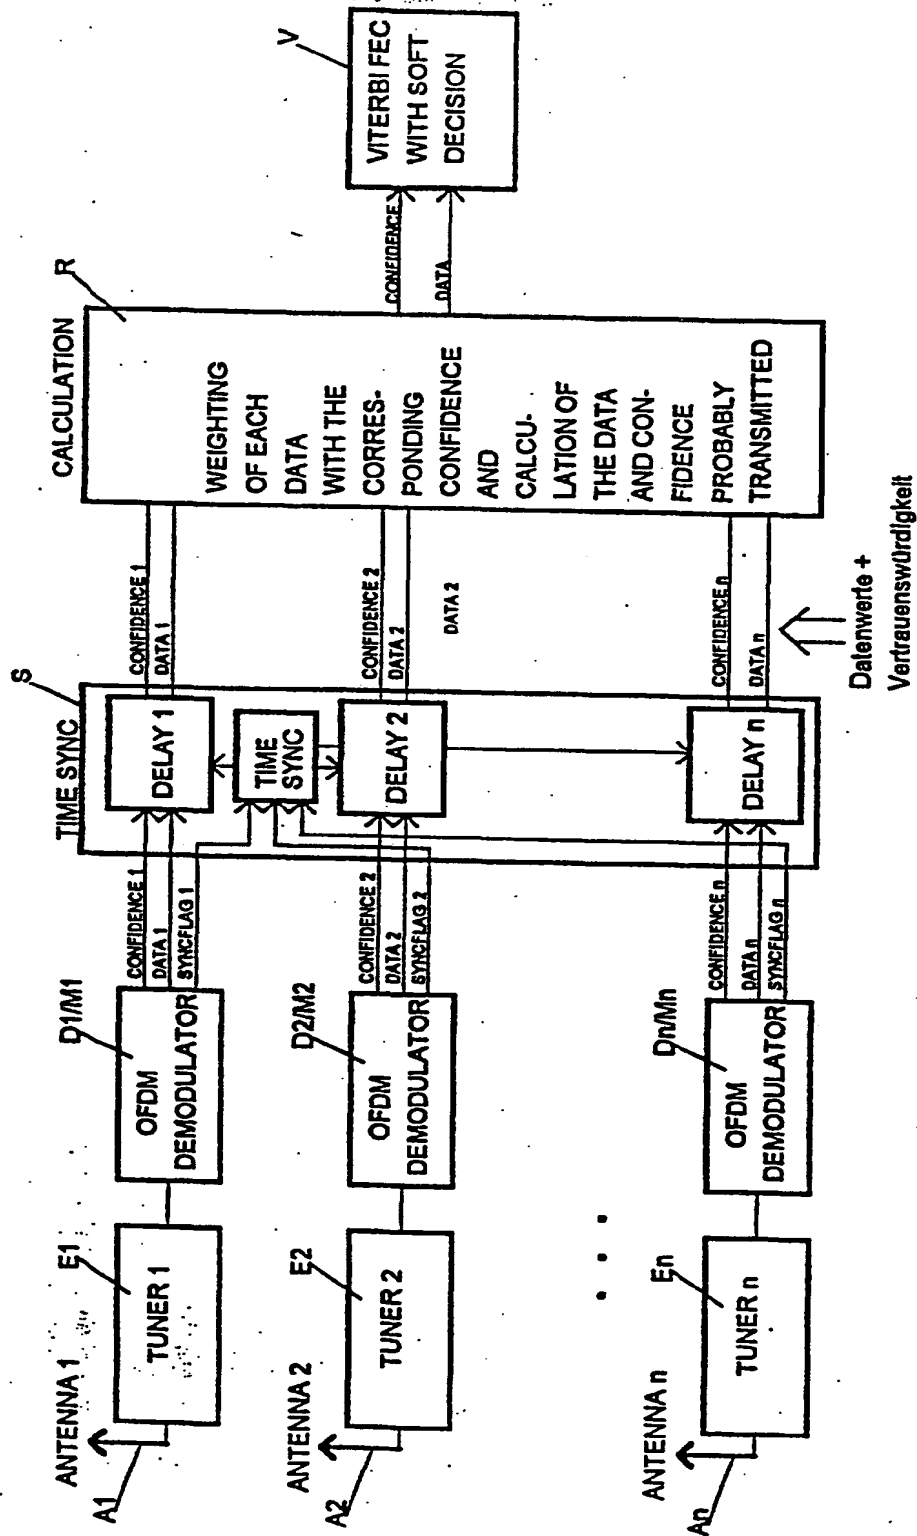 ANTENNA 1
A1
TUNER 1
E1
OFDM
DEMODULATOR
D1/M1
CONFIDENCE 1
DATA 1
SYNCFLAG 1
ANTENNA 2
A2
TUNER 2
E2
OFDM
DEMODULATOR
D2/M2
CONFIDENCE 2
DATA 2
SYNCFLAG 2
. . .
ANTENNA n
An
TUNER n
En
OFDM
DEMODULATOR
Dn/Mn
CONFIDENCE n
DATA n
SYNCFLAG n
TIME SYNC
S
DELAY 1
TIME
SYNC
DELAY 2
DELAY n
CONFIDENCE 1
DATA 1
CONFIDENCE 2
DATA 2
DATA 2
CONFIDENCE n
DATA n
Datenwerte +
Vertrauenswürdigkeit
CALCULATION
R
WEIGHTING
OF EACH
DATA
WITH THE
CORRES-
PONDING
CONFIDENCE
AND
CALCU-
LATION OF
THE DATA
AND CON-
FIDENCE
PROBABLY
TRANSMITTED
CONFIDENCE
DATA
V
VITERBI FEC
WITH SOFT
DECISION